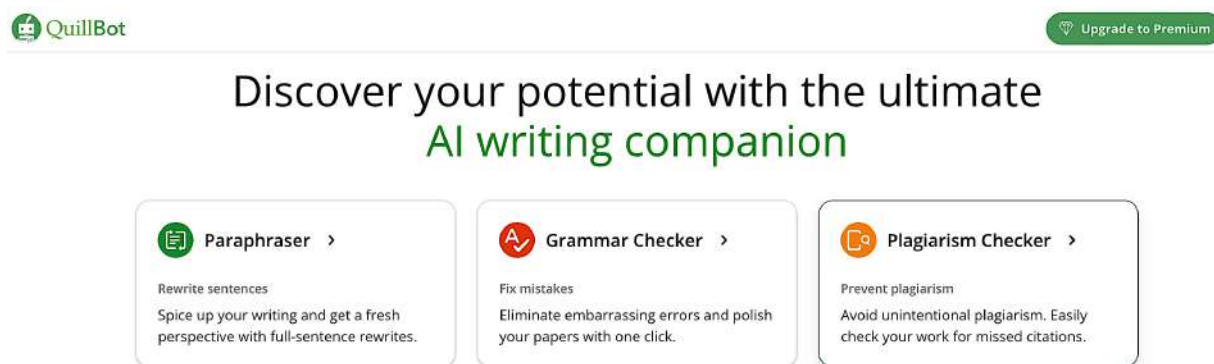 QuillBot
Upgrade to Premium
Discover your potential with the ultimate
AI writing companion
Paraphraser >
Rewrite sentences
Spice up your writing and get a fresh
perspective with full-sentence rewrites.
Grammar Checker >
Fix mistakes
Eliminate embarrassing errors and polish
your papers with one click.
Plagiarism Checker >
Prevent plagiarism
Avoid unintentional plagiarism. Easily
check your work for missed citations.